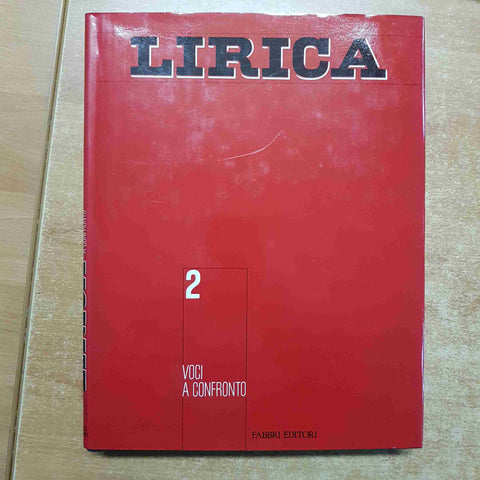 LIRICA
2
VOCI
A CONFRONTO
FABBRI EDITORI